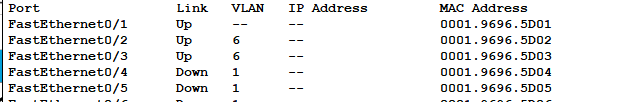 Port Link VLAN IP Address MAC Address
FastEthernet0/1 Up -- -- 0001.9696.5D01
FastEthernet0/2 Up 6 -- 0001.9696.5D02
FastEthernet0/3 Up 6 -- 0001.9696.5D03
FastEthernet0/4 Down 1 -- 0001.9696.5D04
FastEthernet0/5 Down 1 -- 0001.9696.5D05